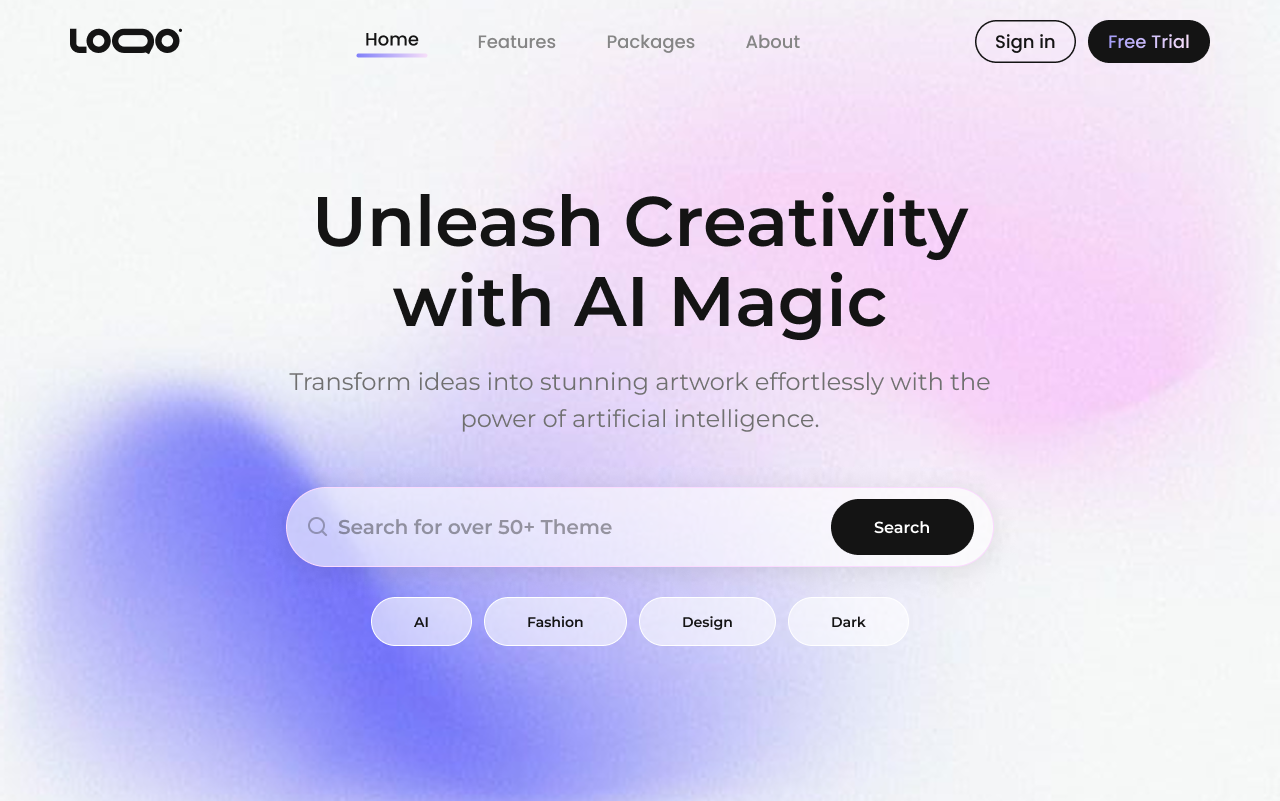 LOQO
Home
Features
Packages
About
Sign in
Free Trial
Unleash Creativity
with AI Magic
Transform ideas into stunning artwork effortlessly with the
power of artificial intelligence.
Search for over 50+ Theme
Search
AI
Fashion
Design
Dark